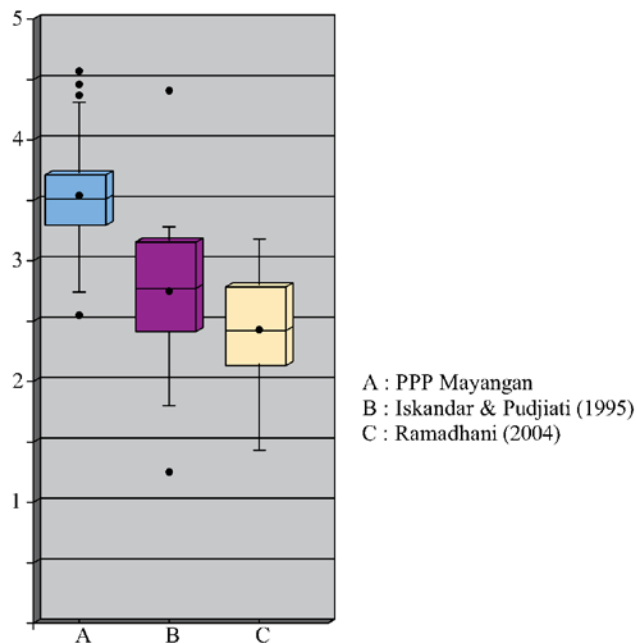 5
4
3
2
1
A B C
A : PPP Mayangan
B : Iskandar & Pudjiati (1995)
C : Ramadhani (2004)